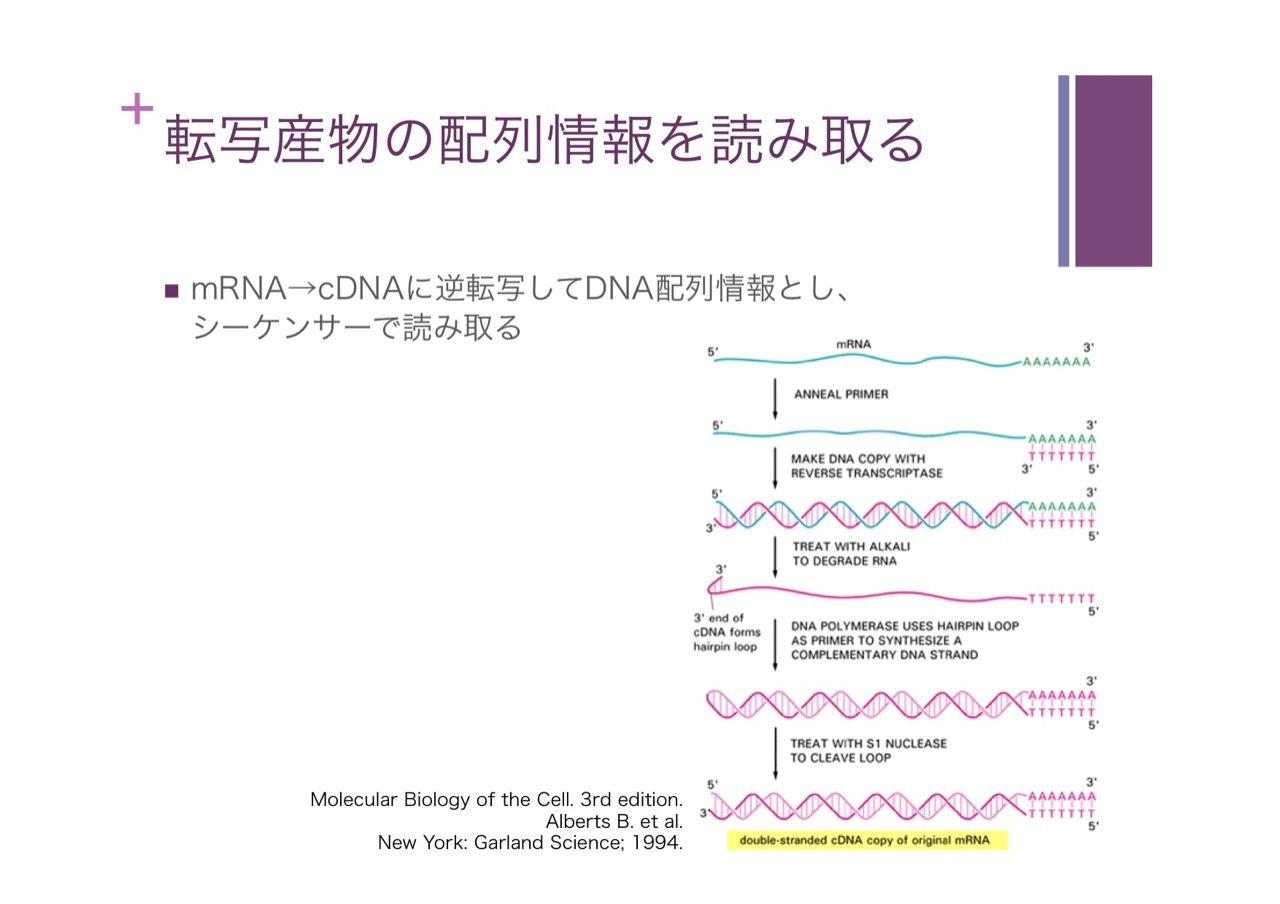 +
転写産物の配列情報を読み取る
■ mRNA→cDNAに逆転写してDNA配列情報とし、
シーケンサーで読み取る
mRNA
5'
3'
AAAAAAA
ANNEAL PRIMER
5'
3'
AAAAAAA
TTTTTTT
3'
5'
MAKE DNA COPY WITH
REVERSE TRANSCRIPTASE
5'
3'
AAAAAAA
3'
TTTTTTT
5'
TREAT WITH ALKALI
TO DEGRADE RNA
3'
TTTTTTT
5'
3' end of
cDNA forms
hairpin loop
DNA POLYMERASE USES HAIRPIN LOOP
AS PRIMER TO SYNTHESIZE A
COMPLEMENTARY DNA STRAND
3'
AAAAAAA
TTTTTTT
5'
TREAT WITH S1 NUCLEASE
TO CLEAVE LOOP
5'
3'
AAAAAAA
3'
TTTTTTT
5'
double-stranded cDNA copy of original mRNA
Molecular Biology of the Cell. 3rd edition.
Alberts B. et al.
New York: Garland Science; 1994.